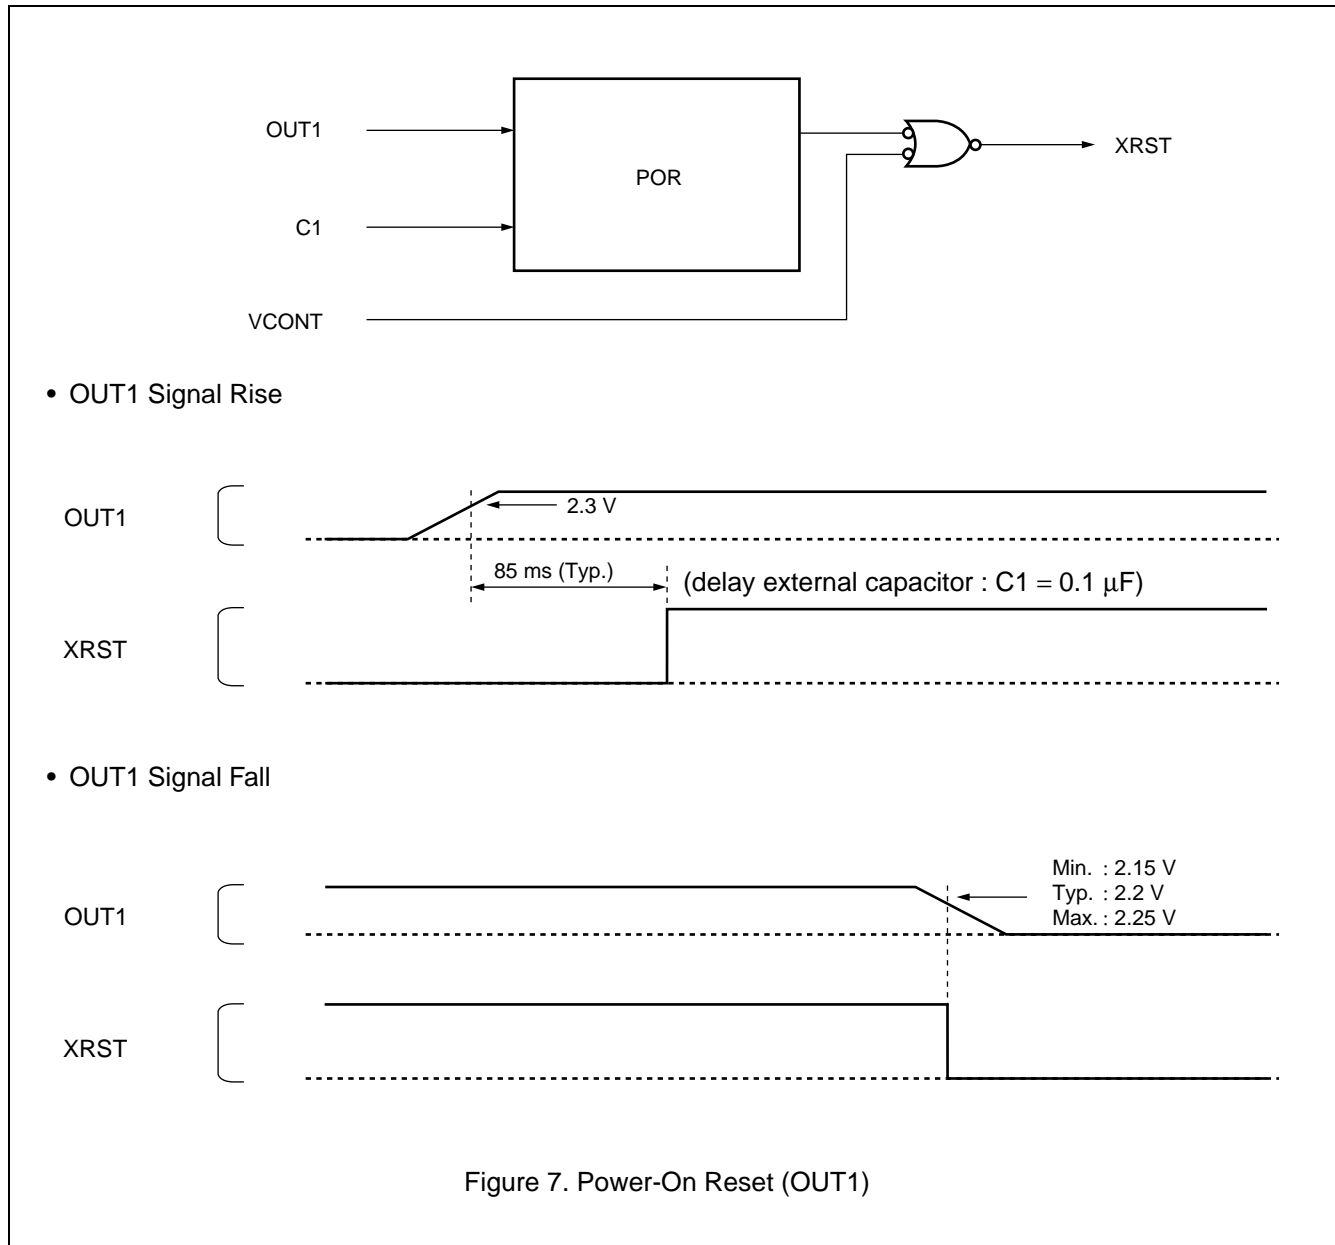 OUT1
C1
VCONT
POR
XRST
• OUT1 Signal Rise
OUT1
2.3 V
85 ms (Typ.)
(delay external capacitor : C1 = 0.1 μF)
XRST
• OUT1 Signal Fall
OUT1
Min. : 2.15 V
Typ. : 2.2 V
Max. : 2.25 V
XRST
Figure 7. Power-On Reset (OUT1)